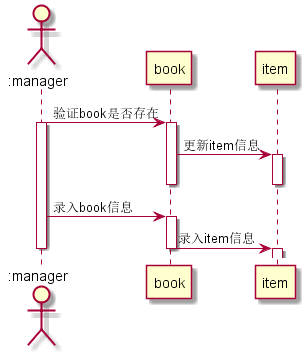 :manager
book
item
验证book是否存在
更新item信息
录入book信息
录入item信息
:manager
book
item